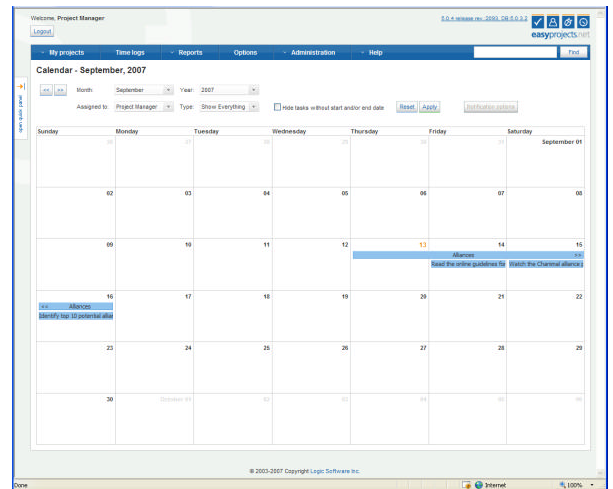 Welcome, Project Manager
5.0.# release rev. 2093, DB 5.0.3.2
Logout
easyprojects.net
My projects Time logs Reports Options Administration Help Find
Calendar - September, 2007
<< >> Month: September Year: 2007
open quick panel
Assigned to: Project Manager Type: Show Everything Hide tasks without start and/or end date Reset Apply Notification options
Sunday Monday Tuesday Wednesday Thursday Friday Saturday
26 27 28 29 30 31 September 01
02 03 04 05 06 07 08
09 10 11 12 13 14 15
Alliances >>
Read the online guidelines for Watch the Channel alliance
16 17 18 19 20 21 22
<< Alliances
Identify top 10 potential allia
23 24 25 26 27 28 29
30 October 01 02 03 04 05 06
© 2003-2007 Copyright Logic Software Inc.
Done Internet 100%